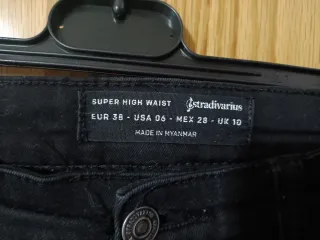 SUPER HIGH WAIST stradivarius
EUR 38 - USA 06 - MEX 28 - UK 10
MADE IN MYANMAR